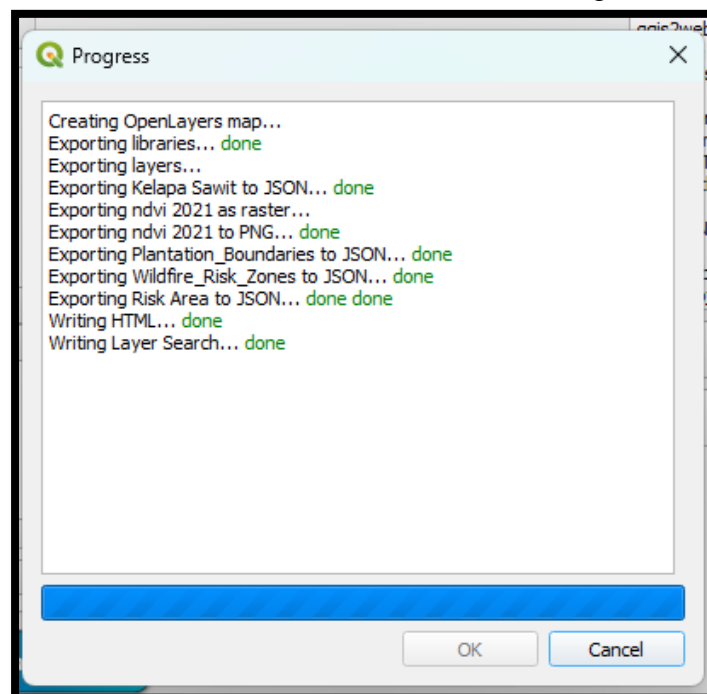 qgis2web
Progress
Creating OpenLayers map...
Exporting libraries... done
Exporting layers...
Exporting Kelapa Sawit to JSON... done
Exporting ndvi 2021 as raster...
Exporting ndvi 2021 to PNG... done
Exporting Plantation_Boundaries to JSON... done
Exporting Wildfire_Risk_Zones to JSON... done
Exporting Risk Area to JSON... done done
Writing HTML... done
Writing Layer Search... done
OK
Cancel